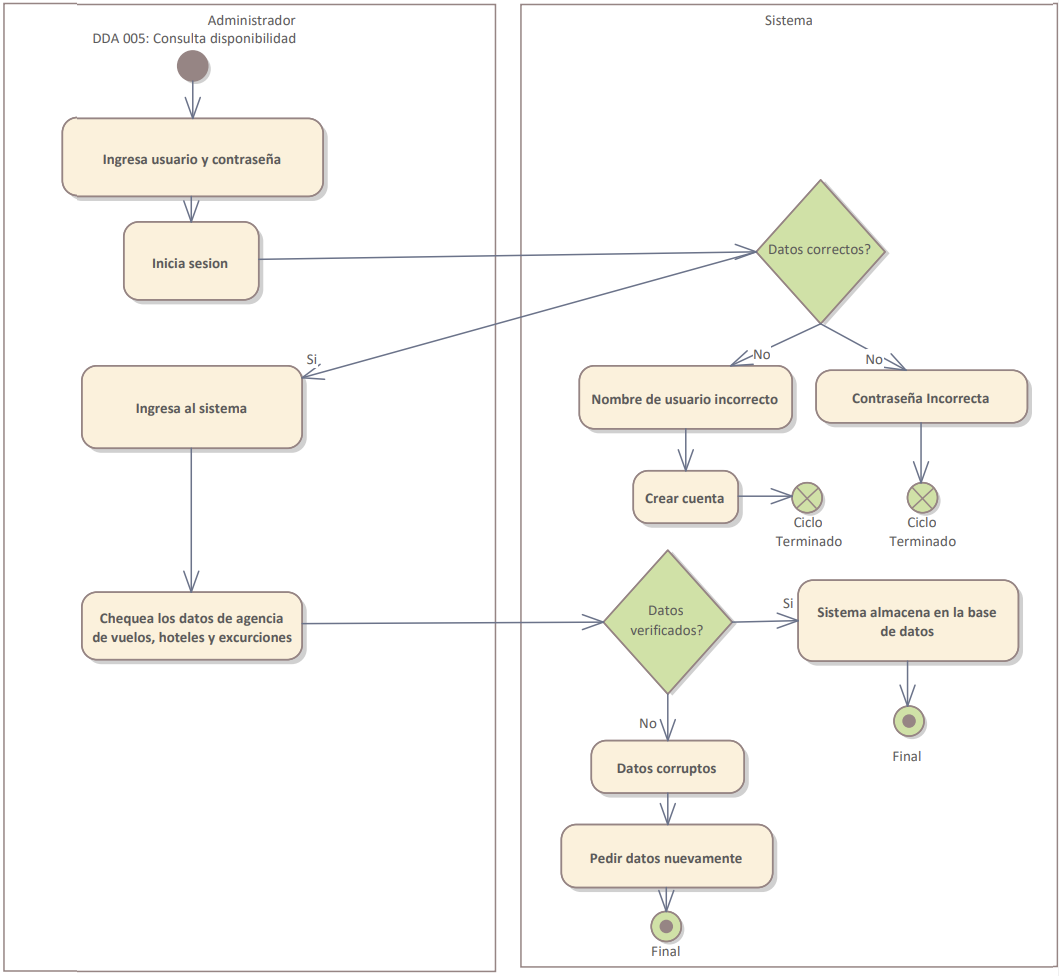 Administrador
DDA 005: Consulta disponibilidad
Sistema
Ingresa usuario y contraseña
Inicia sesion
Datos correctos?
Si
No
No
Ingresa al sistema
Nombre de usuario incorrecto
Contraseña Incorrecta
Crear cuenta
Ciclo
Terminado
Ciclo
Terminado
Chequea los datos de agencia
de vuelos, hoteles y excurciones
Datos
verificados?
Si
Sistema almacena en la base
de datos
No
Final
Datos corruptos
Pedir datos nuevamente
Final